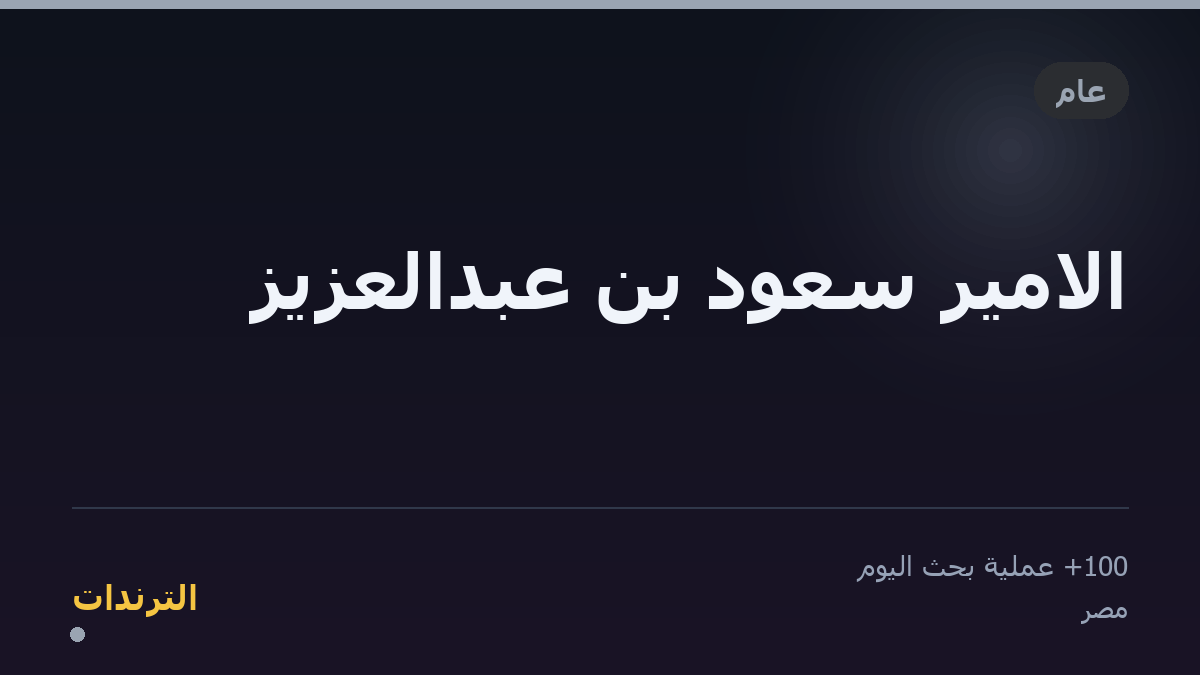 عام
الامير سعود بن عبدالعزيز
100+ عملية بحث اليوم
مصر
الترندات